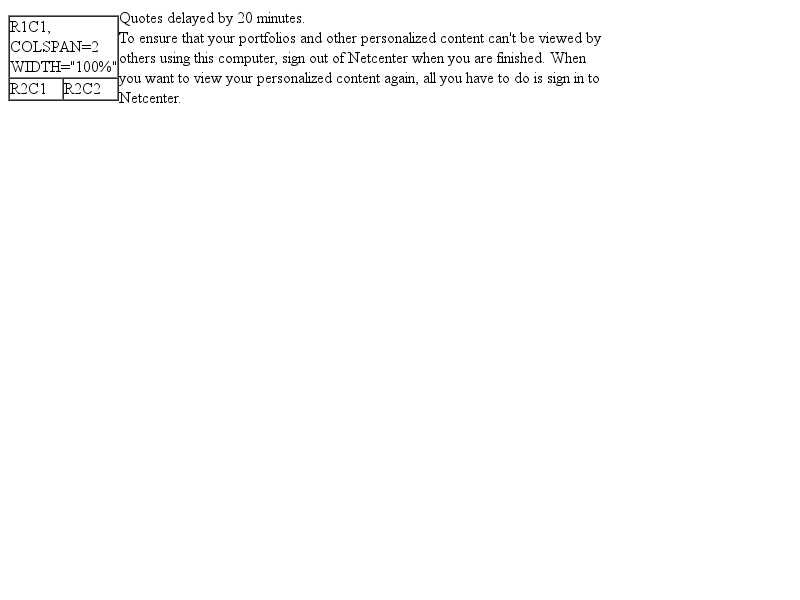 R1C1,
COLSPAN=2
WIDTH="100%"
R2C1 R2C2
Quotes delayed by 20 minutes.
To ensure that your portfolios and other personalized content can't be viewed by
others using this computer, sign out of Netcenter when you are finished. When
you want to view your personalized content again, all you have to do is sign in to
Netcenter.